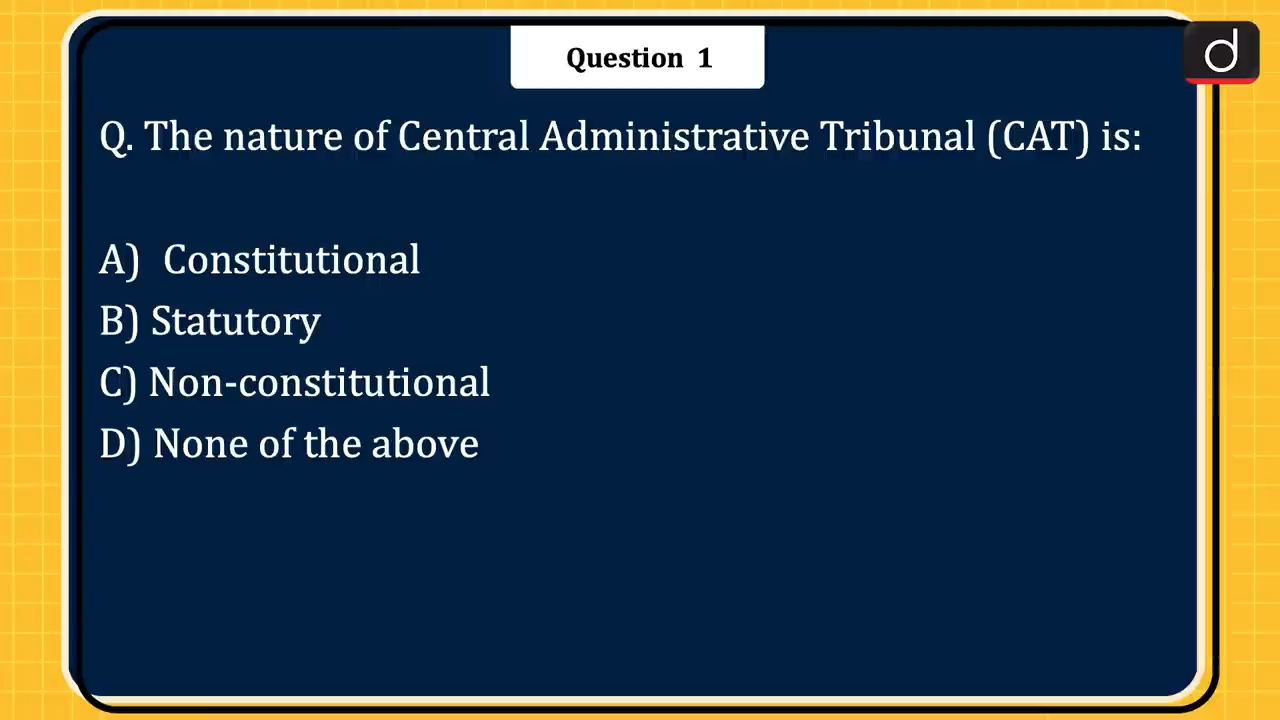 Question 1
d
Q. The nature of Central Administrative Tribunal (CAT) is:
A) Constitutional
B) Statutory
C) Non-constitutional
D) None of the above